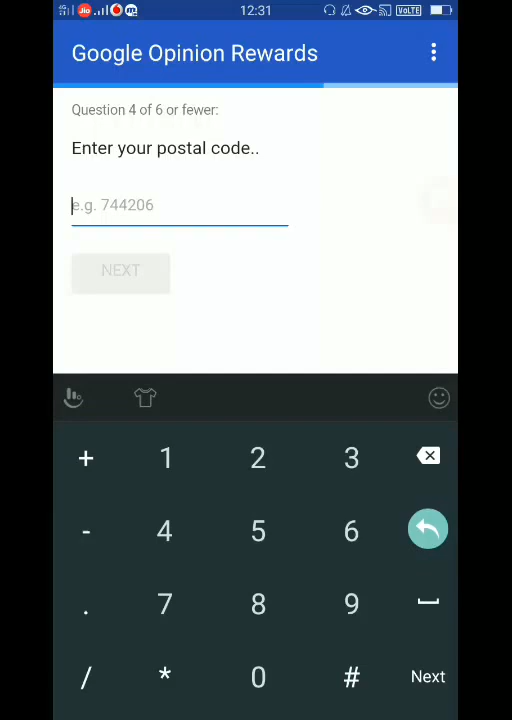 Jio 12:31 VoLTE
Google Opinion Rewards
Question 4 of 6 or fewer:
Enter your postal code..
e.g. 744206
NEXT
+ 1 2 3
- 4 5 6
. 7 8 9
/ * 0 # Next